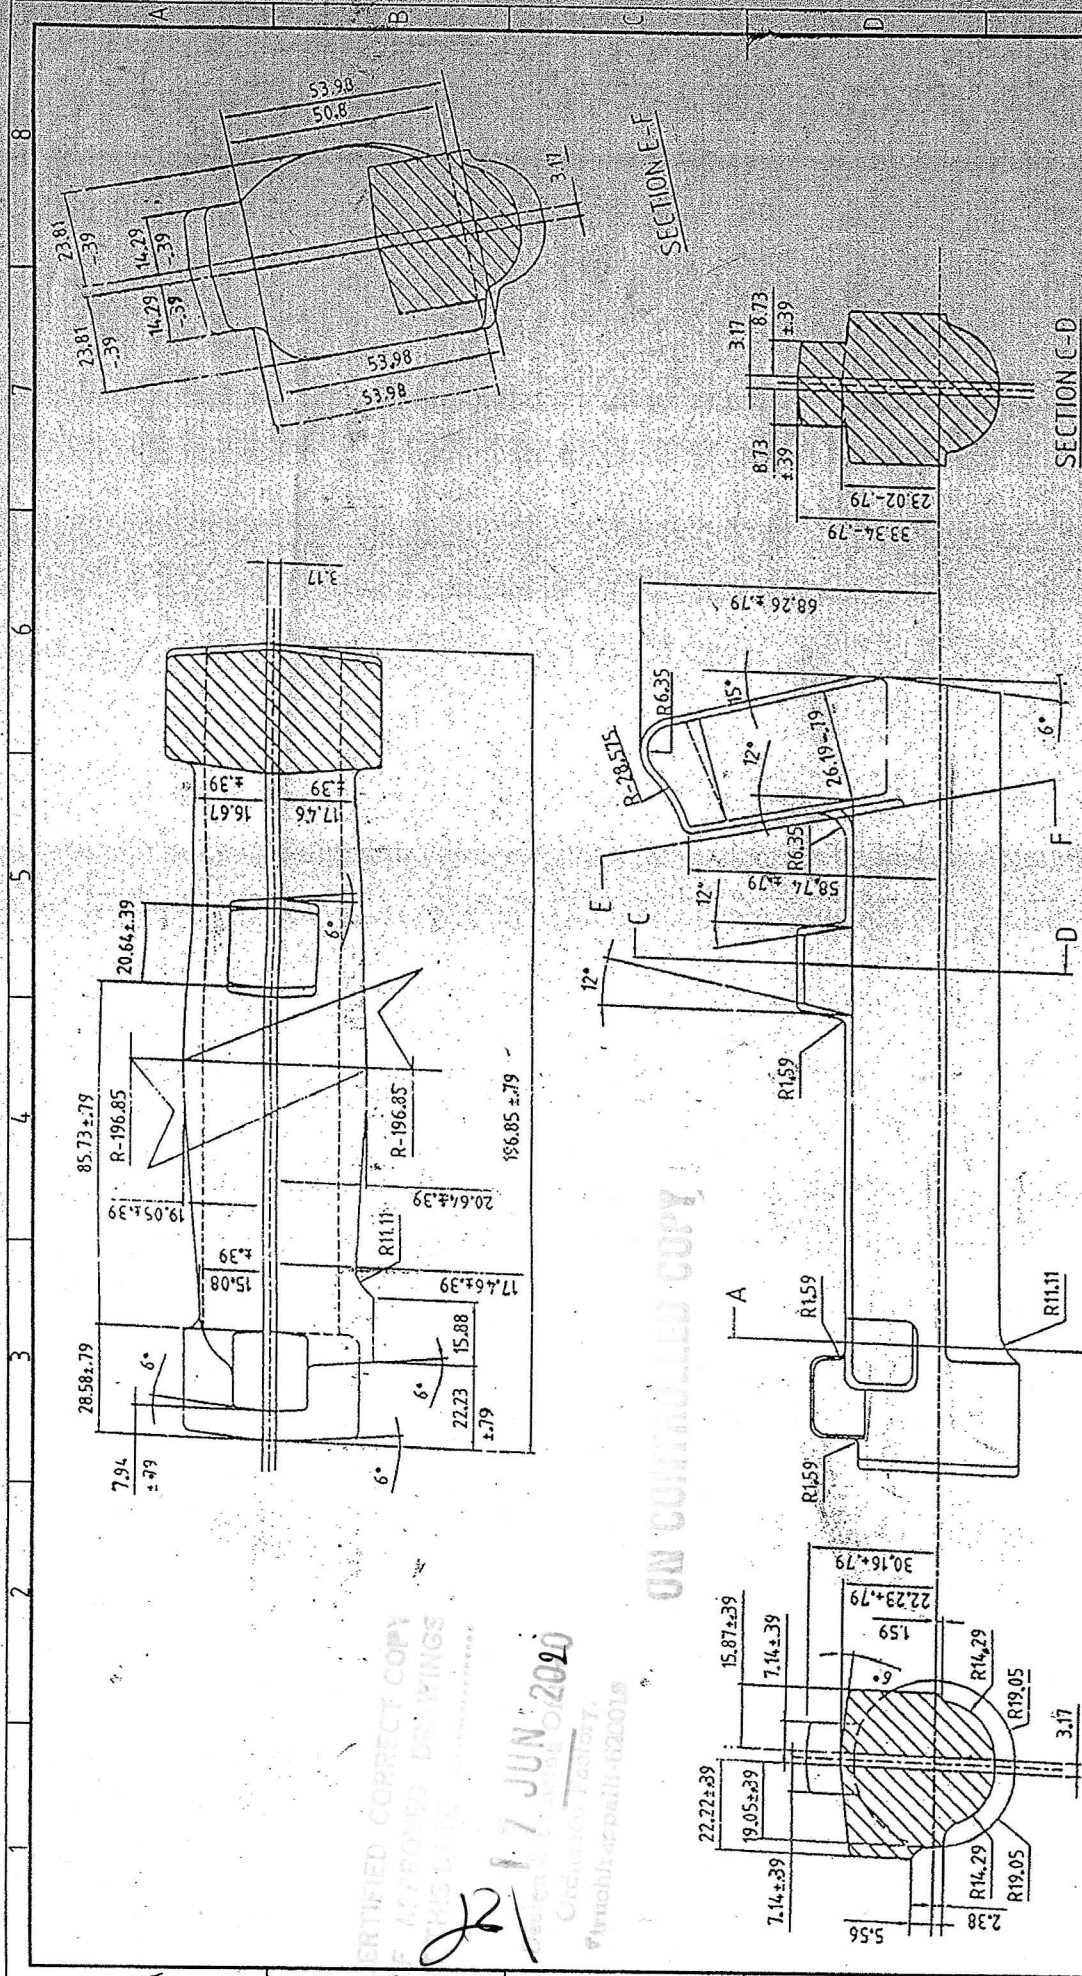 A
B
C
D
1
2
3
4
5
6
7
8
28.58±.79
85.73±.79
20.64±.39
7.94
±.79
6°
R-196.85
19.05±.39
15.08
±.39
16.67
±.39
17.46
±.39
3.17
6°
6°
6°
22.23
±.79
15.88
R11.11
17.46±.39
20.64±.39
R-196.85
196.85±.79
23.81
-.39
23.81
-.39
14.29
-.39
14.29
-.39
53.98
50.8
53.98
53.98
3.17
SECTION E-F
22.22±.39
19.05±.39
7.14±.39
15.87±.39
7.14±.39
6°
30.16+.79
22.23+.79
1.59
R14.29
R19.05
3.17
R14.29
R19.05
5.56
2.38
R1.59
R1.59
A
R11.11
R1.59
12°
C
E
12°
58.74±.79
R6.35
12°
R-28.575
R6.35
15°
26.19-.79
68.26±.79
6°
F
D
8.73
±.39
3.17
8.73
±.39
33.34-.79
23.02-.79
SECTION C-D
ERTIFIED CORRECT COPY
DRAWINGS
17 JUN 2020
Ordnance Factory,
Tiruchirapalli-620016
UN CONTROLLED COPY